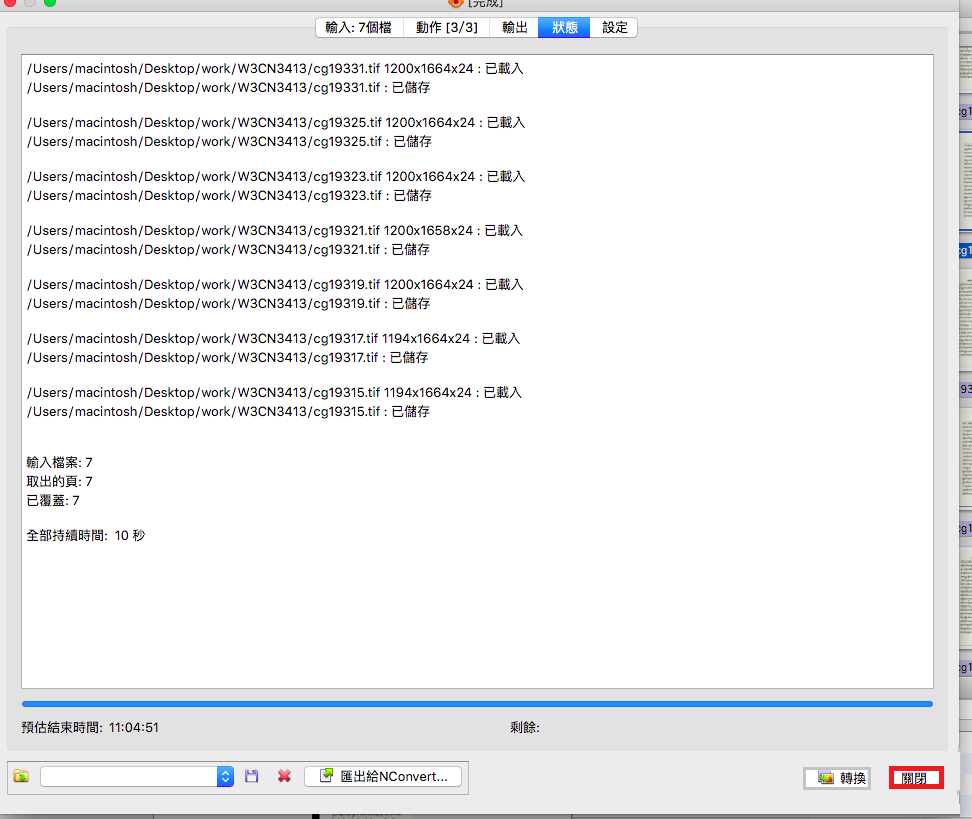 [完成]
輸入: 7個檔 動作 [3/3] 輸出 狀態 設定
/Users/macintosh/Desktop/work/W3CN3413/cg19331.tif 1200x1664x24 : 已載入
/Users/macintosh/Desktop/work/W3CN3413/cg19331.tif : 已儲存
/Users/macintosh/Desktop/work/W3CN3413/cg19325.tif 1200x1664x24 : 已載入
/Users/macintosh/Desktop/work/W3CN3413/cg19325.tif : 已儲存
/Users/macintosh/Desktop/work/W3CN3413/cg19323.tif 1200x1664x24 : 已載入
/Users/macintosh/Desktop/work/W3CN3413/cg19323.tif : 已儲存
/Users/macintosh/Desktop/work/W3CN3413/cg19321.tif 1200x1658x24 : 已載入
/Users/macintosh/Desktop/work/W3CN3413/cg19321.tif : 已儲存
/Users/macintosh/Desktop/work/W3CN3413/cg19319.tif 1200x1664x24 : 已載入
/Users/macintosh/Desktop/work/W3CN3413/cg19319.tif : 已儲存
/Users/macintosh/Desktop/work/W3CN3413/cg19317.tif 1194x1664x24 : 已載入
/Users/macintosh/Desktop/work/W3CN3413/cg19317.tif : 已儲存
/Users/macintosh/Desktop/work/W3CN3413/cg19315.tif 1194x1664x24 : 已載入
/Users/macintosh/Desktop/work/W3CN3413/cg19315.tif : 已儲存
輸入檔案: 7
取出的頁: 7
已覆蓋: 7
全部持續時間: 10 秒
預估結束時間: 11:04:51 剩餘:
匯出給NConvert... 轉換 關閉